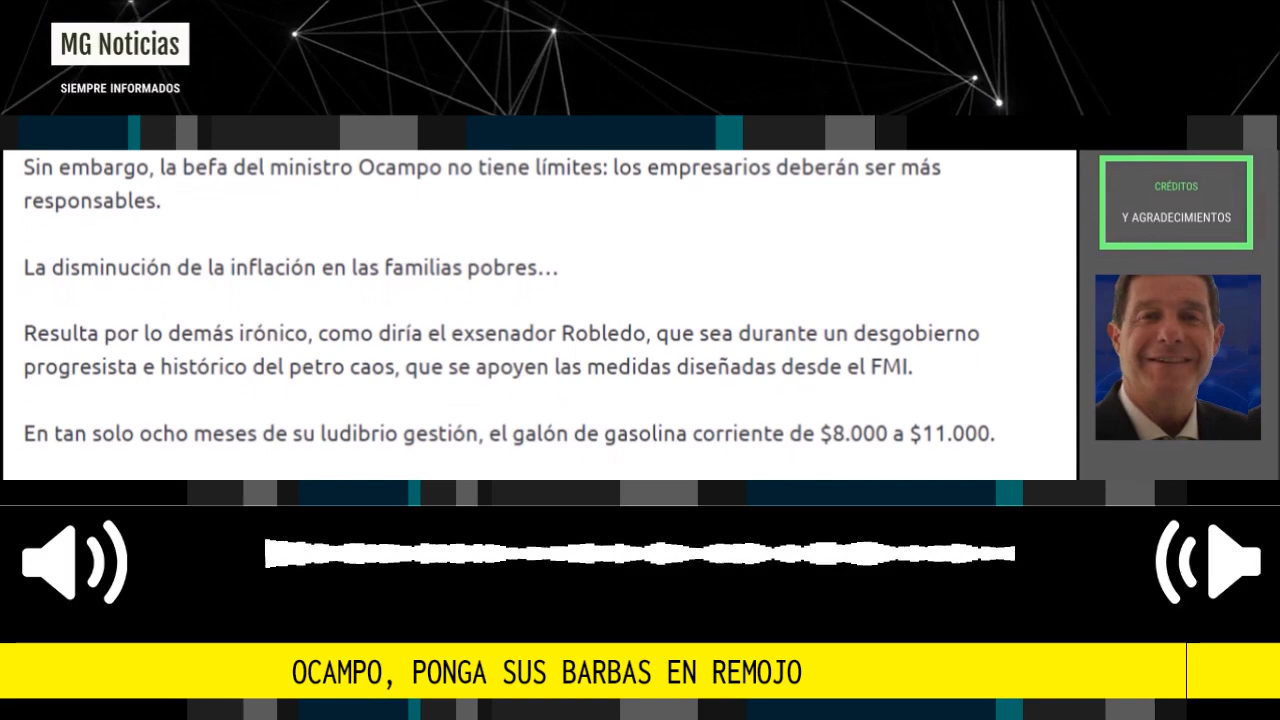 MG Noticias
SIEMPRE INFORMADOS
Sin embargo, la befa del ministro Ocampo no tiene límites: los empresarios deberán ser más
responsables.
La disminución de la inflación en las familias pobres…
Resulta por lo demás irónico, como diría el exsenador Robledo, que sea durante un desgobierno
progresista e histórico del petro caos, que se apoyen las medidas diseñadas desde el FMI.
En tan solo ocho meses de su ludibrio gestión, el galón de gasolina corriente de $8.000 a $11.000.
CRÉDITOS
Y AGRADECIMIENTOS
OCAMPO, PONGA SUS BARBAS EN REMOJO